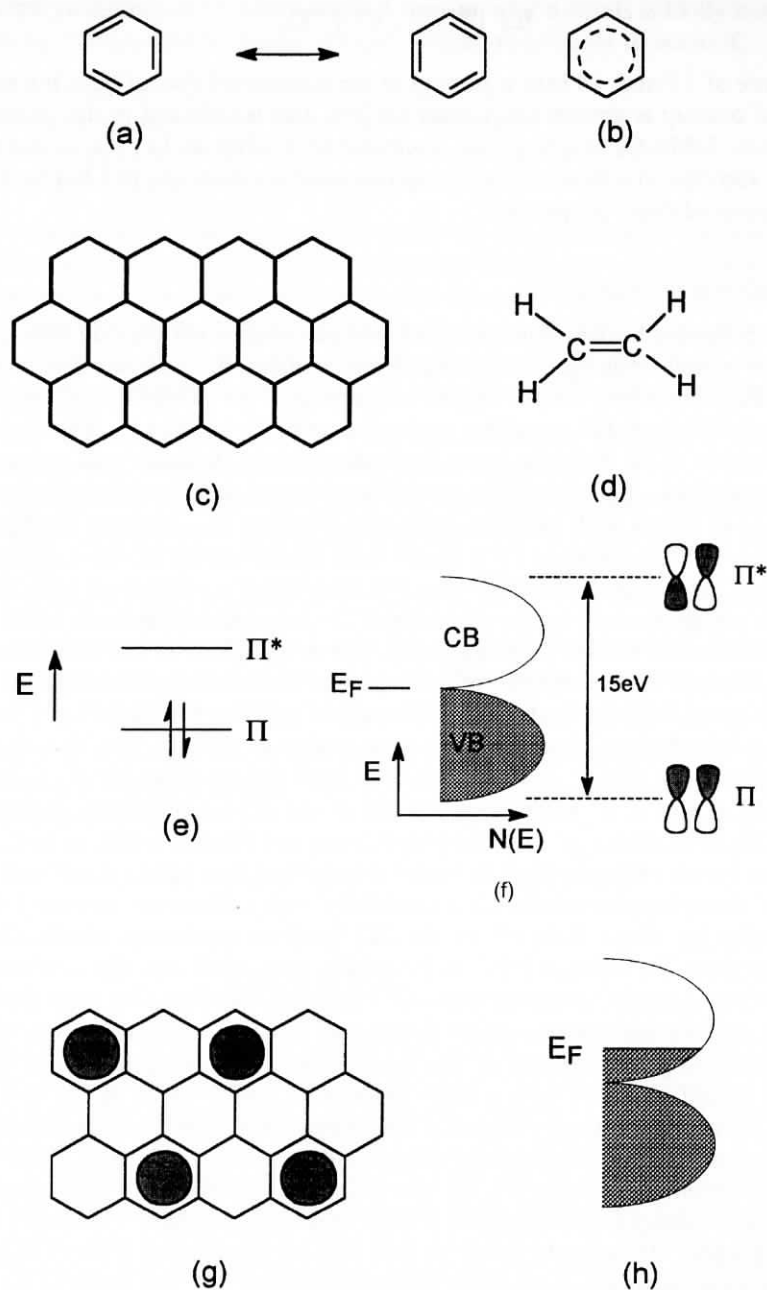 (a)
(b)
(c)
H
H
C
C
H
H
(d)
E
Π*
Π
(e)
CB
VB
E_F
E
N(E)
15eV
Π*
Π
(f)
(g)
E_F
(h)